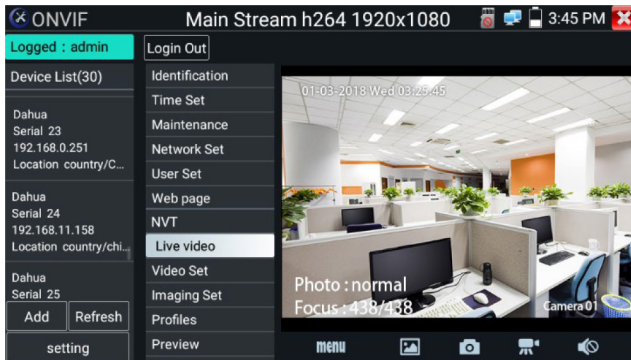 ONVIF
Main Stream h264 1920x1080
3:45 PM
Logged : admin
Login Out
Device List(30)
Dahua
Serial 23
192.168.0.251
Location country/C...
Dahua
Serial 24
192.168.11.158
Location country/chi...
Dahua
Serial 25
Add
Refresh
setting
Identification
Time Set
Maintenance
Network Set
User Set
Web page
NVT
Live video
Video Set
Imaging Set
Profiles
Preview
01-03-2018 Wed 03:25:45
Photo : normal
Focus : 438/438
Camera 01
menu